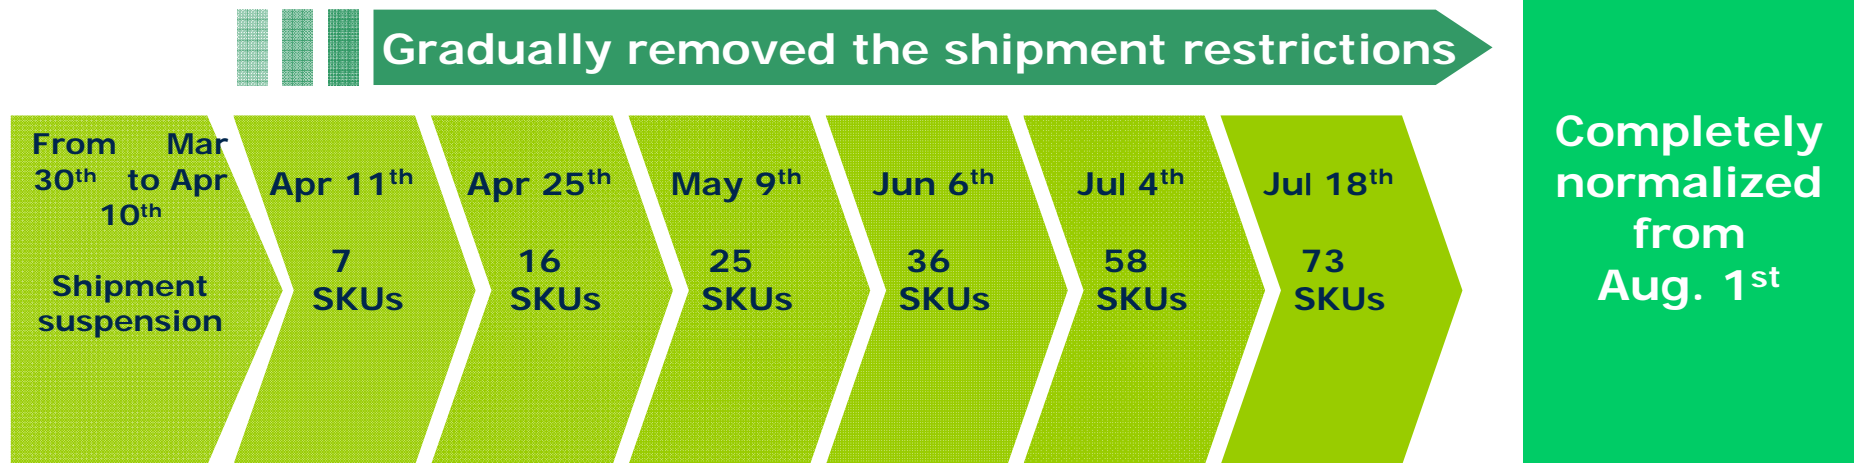 Gradually removed the shipment restrictions
From Mar
30th to Apr
10th
Shipment
suspension
Apr 11th
7
SKUs
Apr 25th
16
SKUs
May 9th
25
SKUs
Jun 6th
36
SKUs
Jul 4th
58
SKUs
Jul 18th
73
SKUs
Completely
normalized
from
Aug. 1st